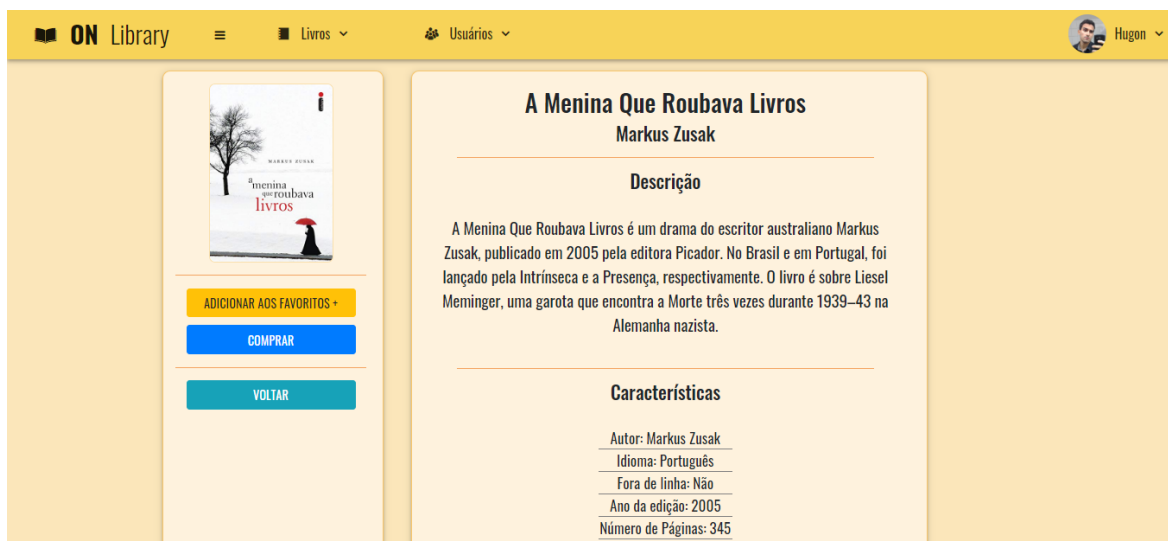 ON Library
Livros
Usuários
Hugon
MARKUS ZUSAK
a menina
que roubava
livros
ADICIONAR AOS FAVORITOS +
COMPRAR
VOLTAR
A Menina Que Roubava Livros
Markus Zusak
Descrição
A Menina Que Roubava Livros é um drama do escritor australiano Markus
Zusak, publicado em 2005 pela editora Picador. No Brasil e em Portugal, foi
lançado pela Intrínseca e a Presença, respectivamente. O livro é sobre Liesel
Meminger, uma garota que encontra a Morte três vezes durante 1939–43 na
Alemanha nazista.
Características
Autor: Markus Zusak
Idioma: Português
Fora de linha: Não
Ano da edição: 2005
Número de Páginas: 345